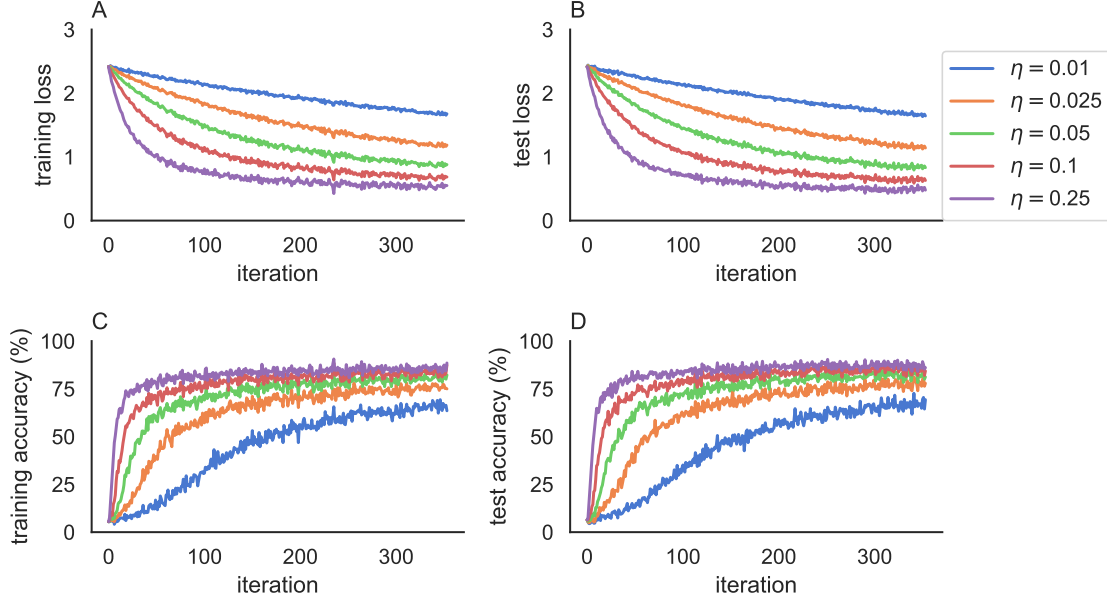 A
3
2
1
0
training loss
0 100 200 300
iteration
B
3
2
1
0
test loss
0 100 200 300
iteration
η = 0.01
η = 0.025
η = 0.05
η = 0.1
η = 0.25
C
100
75
50
25
0
training accuracy (%)
0 100 200 300
iteration
D
100
75
50
25
0
test accuracy (%)
0 100 200 300
iteration